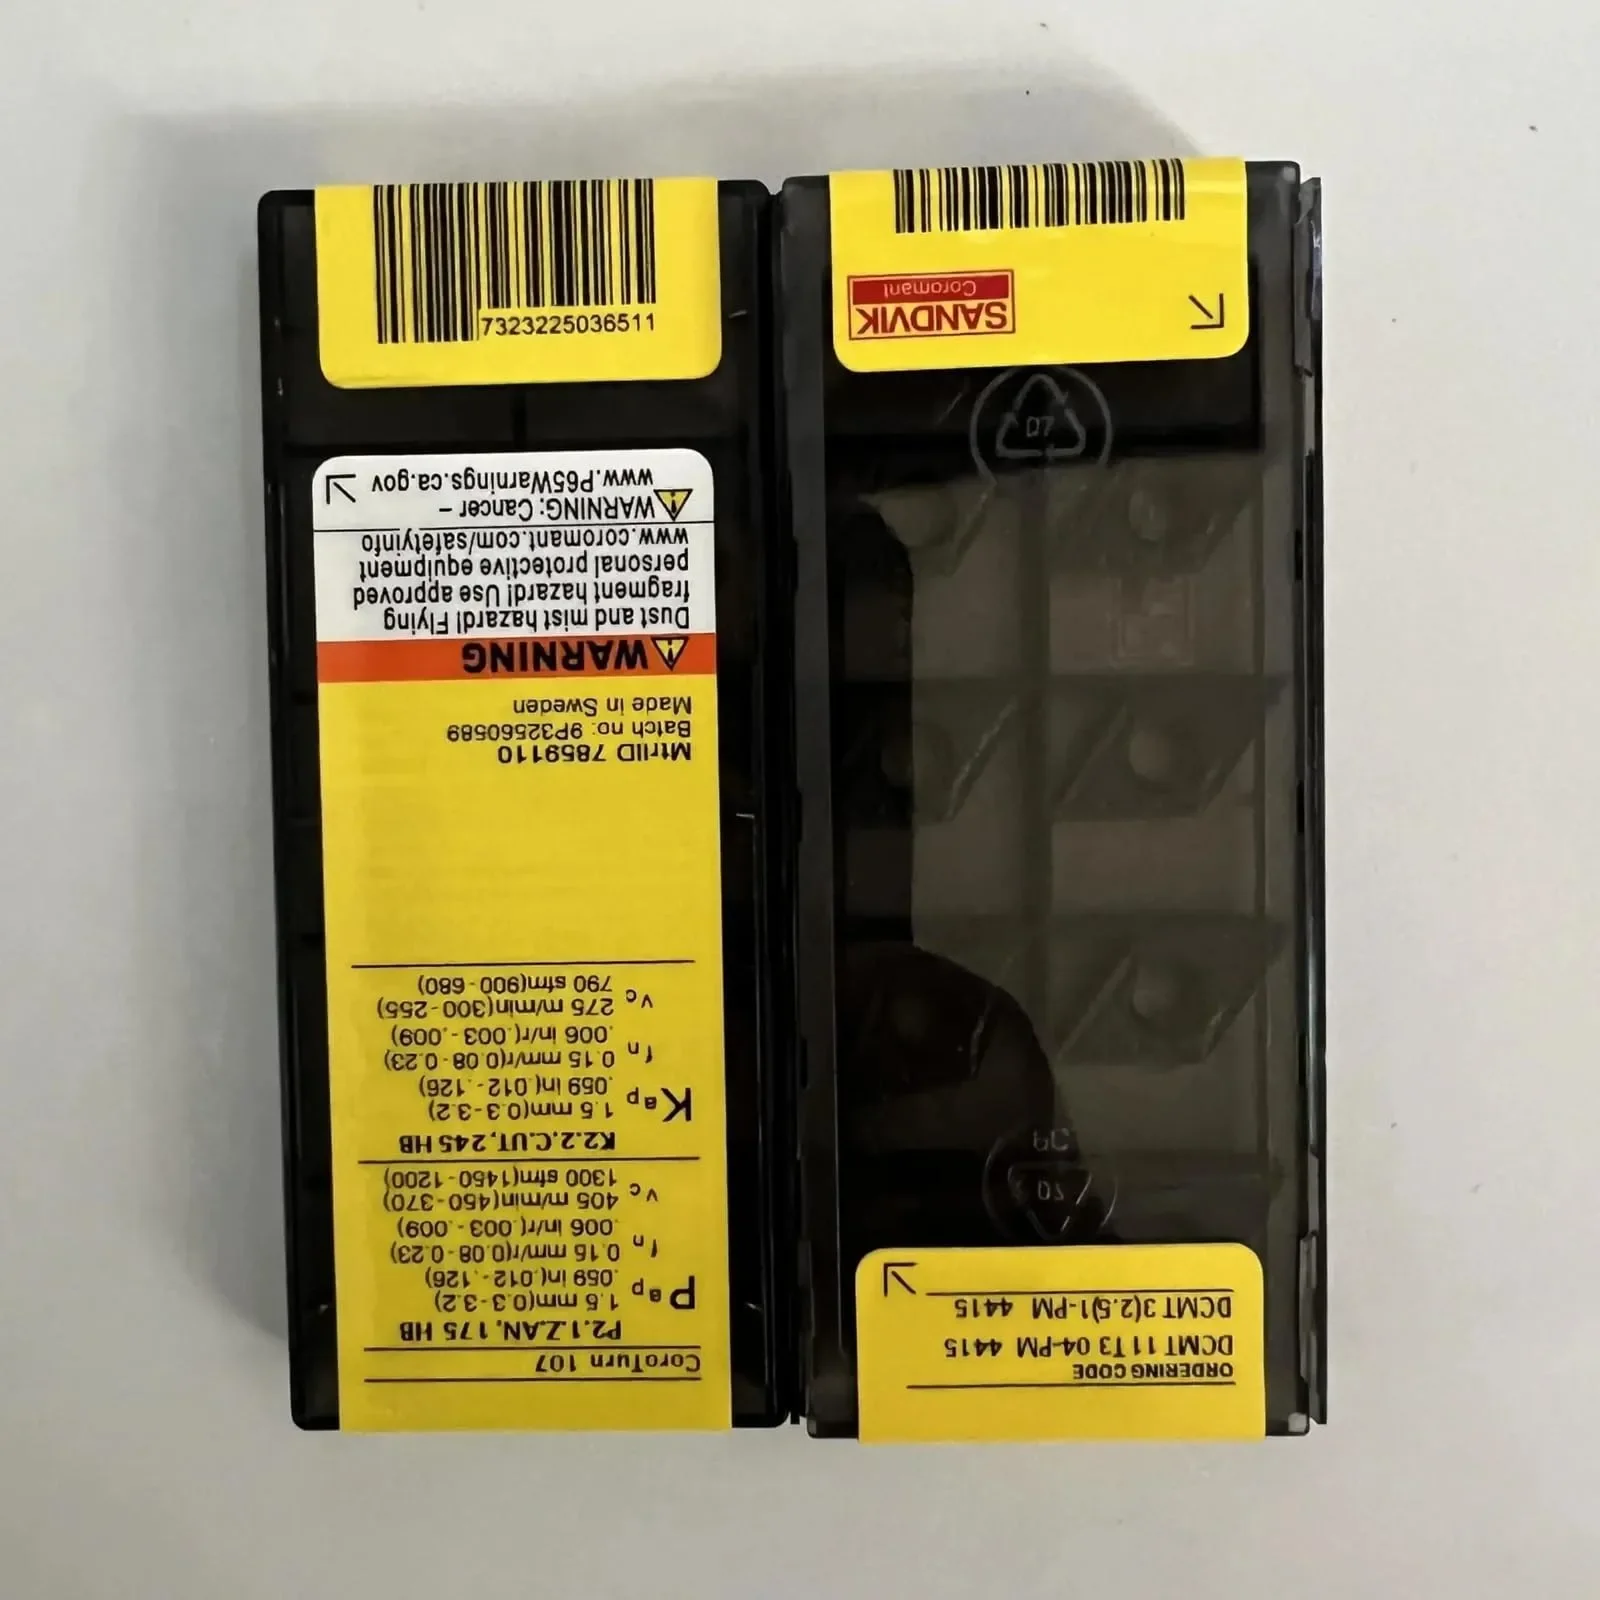 7323225036511
CoroTurn 107
P2.1.Z.AN, 175 HB
P ap 1.5 mm(0.3-3.2)
.059 in(.012-.126)
fn 0.15 mm/r(0.08-0.23)
.006 in/r(.003-.009)
vc 405 m/min(450-370)
1300 sfm(1450-1200)
K2.2.C.UT, 245 HB
K ap 1.5 mm(0.3-3.2)
.059 in(.012-.126)
fn 0.15 mm/r(0.08-0.23)
.006 in/r(.003-.009)
vc 275 m/min(300-255)
790 sfm(900-680)
MtrlID 7859110
Batch no: 9P32560589
Made in Sweden
WARNING
Dust and mist hazard! Flying
fragment hazard! Use approved
personal protective equipment
www.coromant.com/safetyinfo
WARNING: Cancer –
www.P65Warnings.ca.gov
ORDERING CODE
DCMT 11 T3 04-PM 4415
DCMT 3(2.5)1-PM 4415
07
07
SANDVIK
Coromant